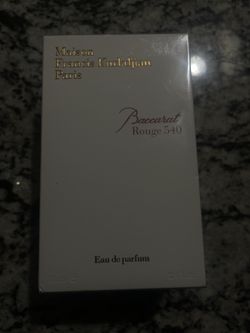 Maison
Francis Kurkdjian
Paris
Baccarat
Rouge 540
Eau de parfum